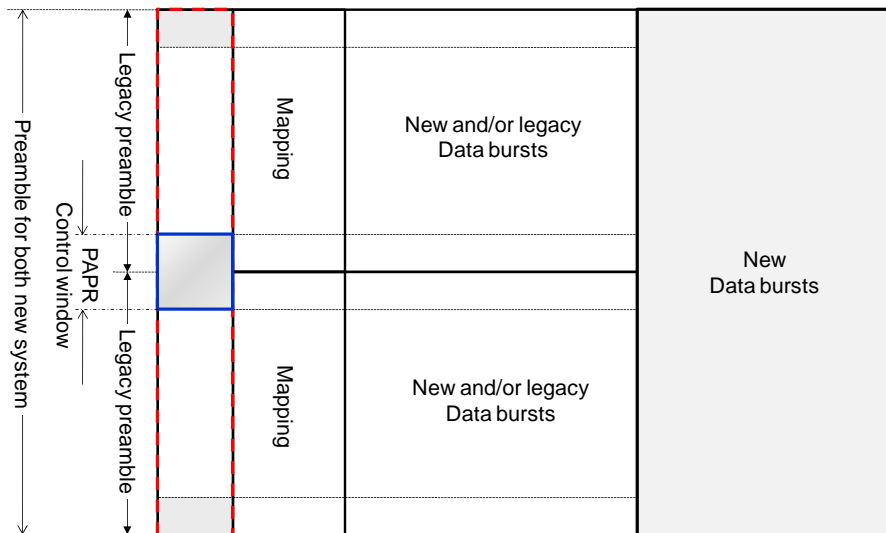 Preamble for both new system
Legacy preamble
PAPR
Control window
Legacy preamble
Mapping
New and/or legacy
Data bursts
Mapping
New and/or legacy
Data bursts
New
Data bursts